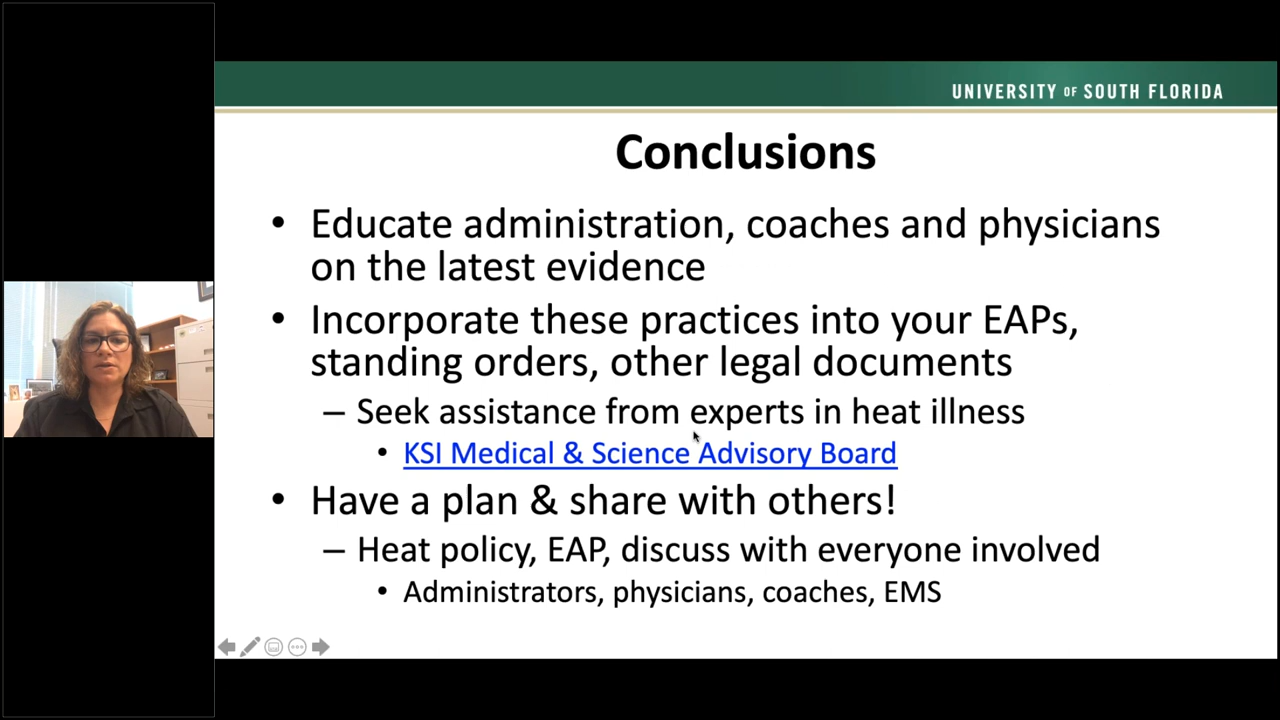 UNIVERSITY OF SOUTH FLORIDA
Conclusions
• Educate administration, coaches and physicians
on the latest evidence
• Incorporate these practices into your EAPs,
standing orders, other legal documents
– Seek assistance from experts in heat illness
• KSI Medical & Science Advisory Board
• Have a plan & share with others!
– Heat policy, EAP, discuss with everyone involved
• Administrators, physicians, coaches, EMS